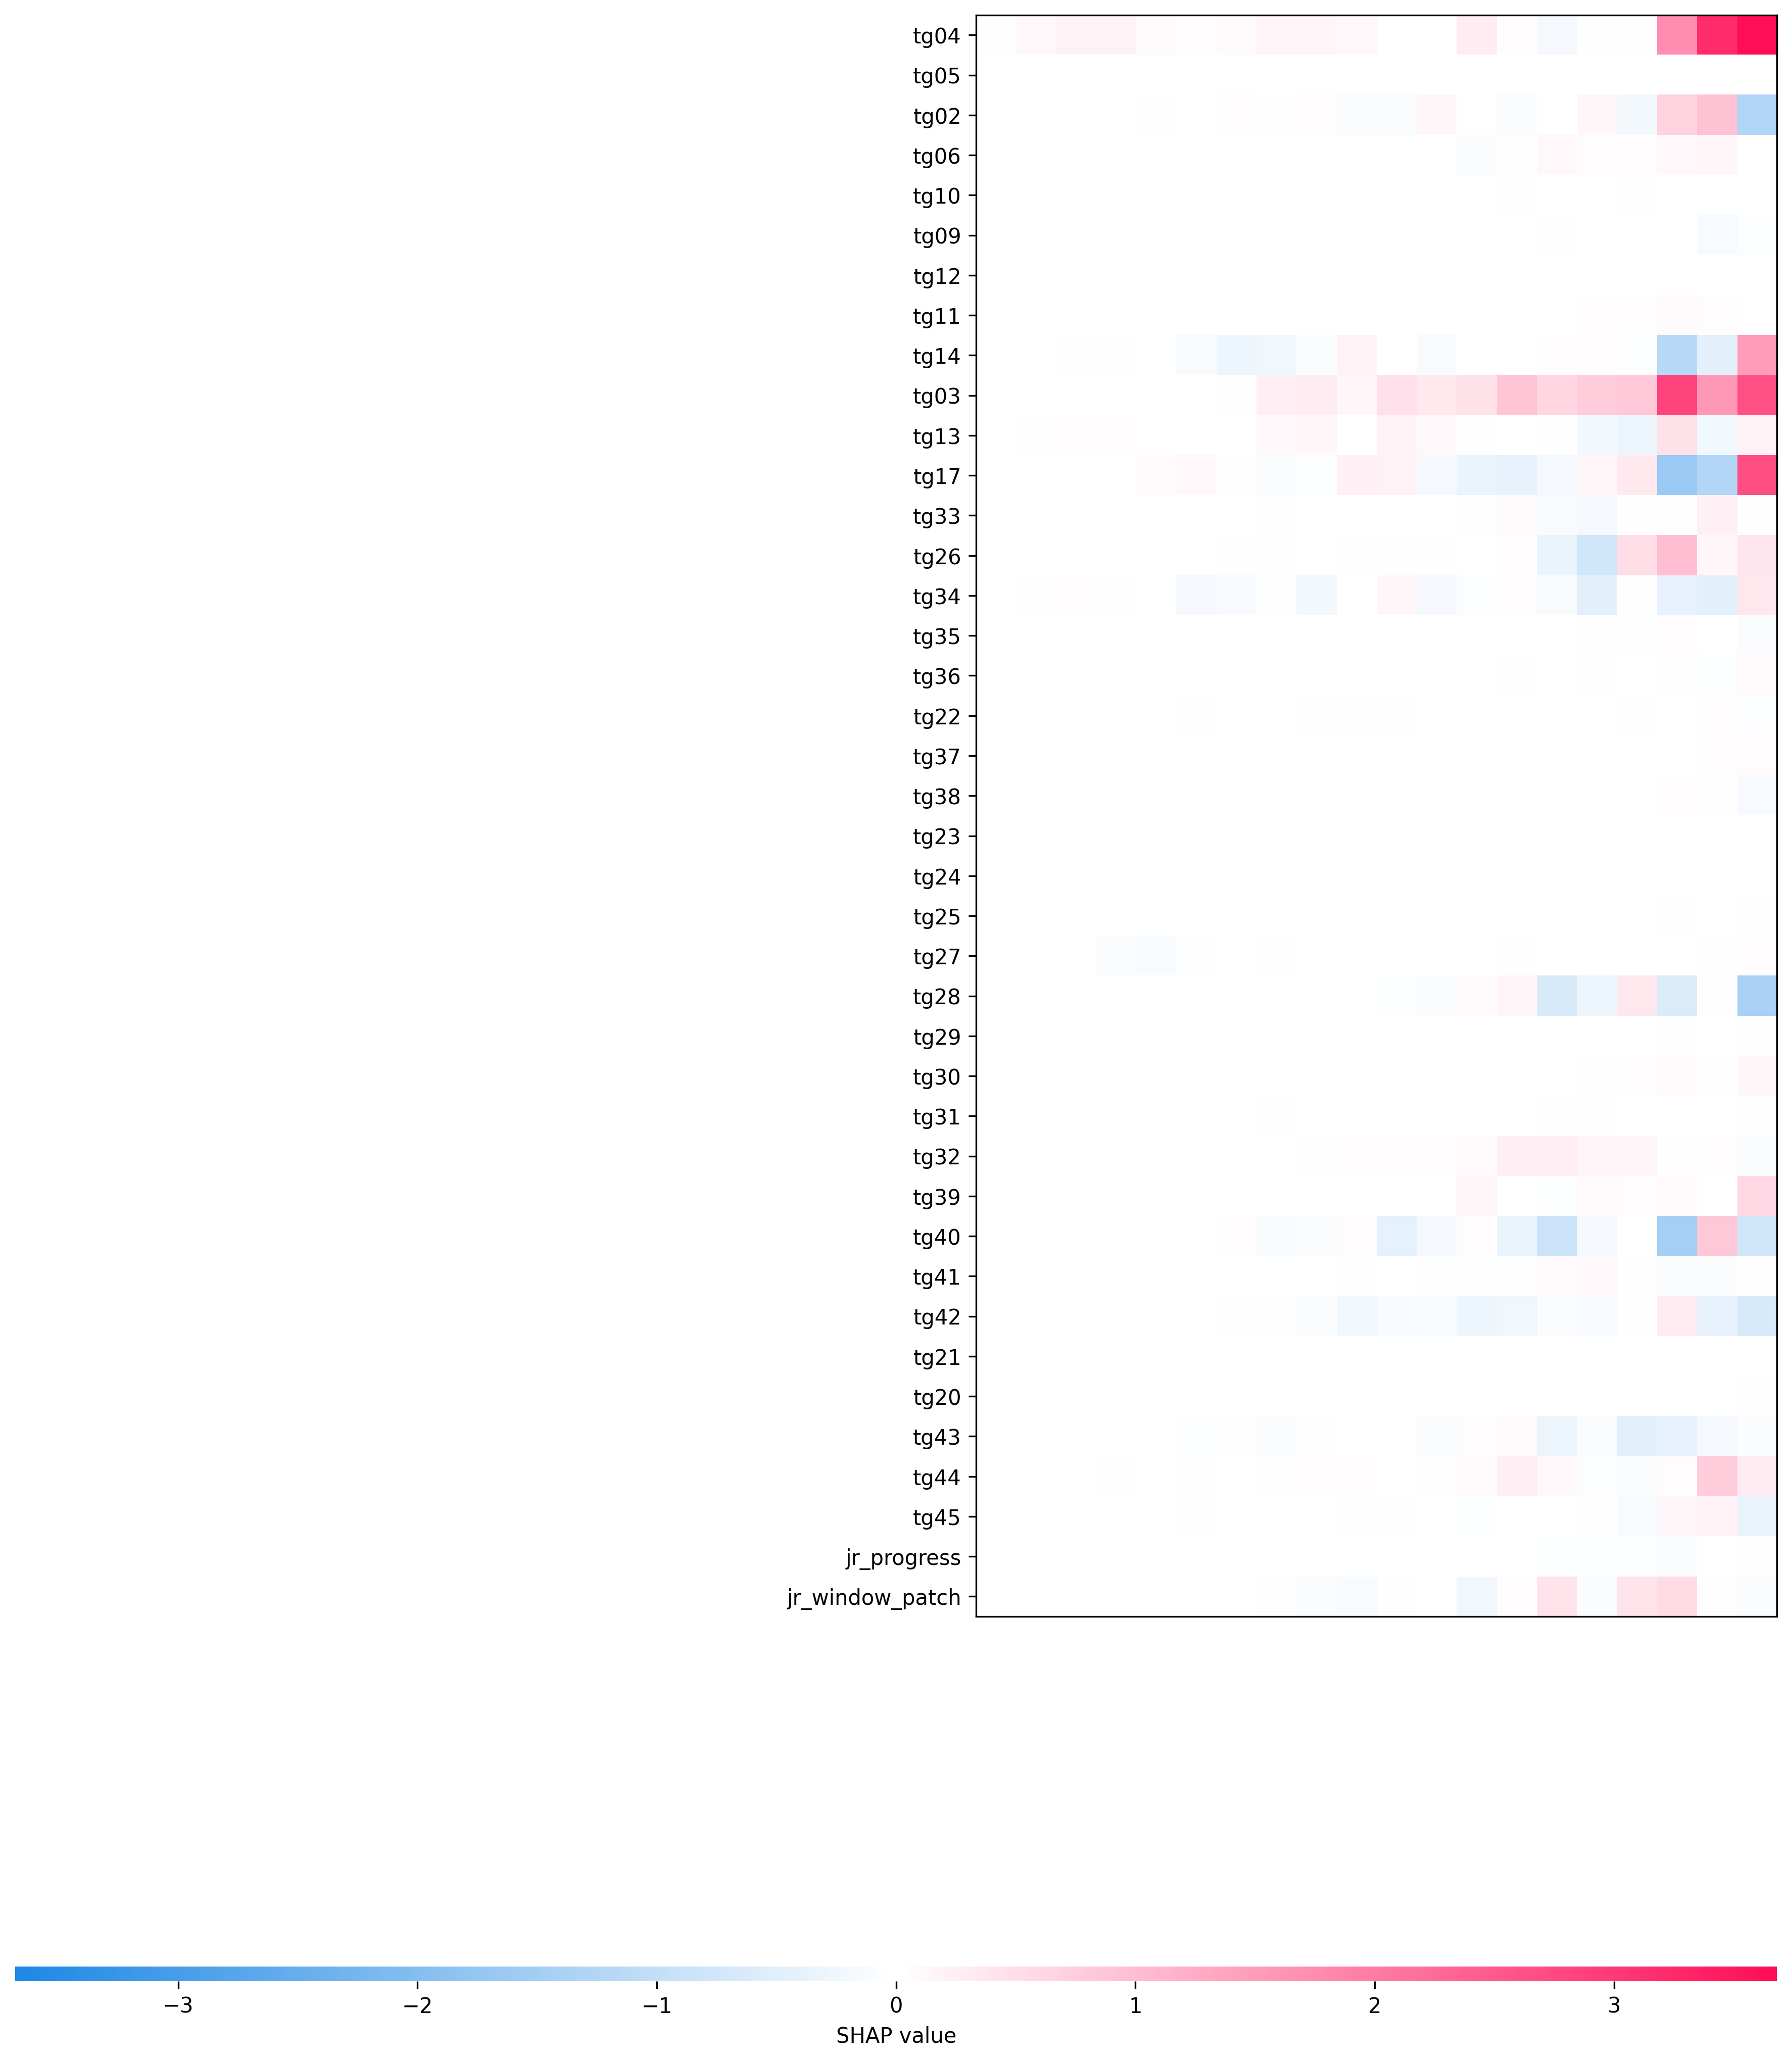 tg04
tg05
tg02
tg06
tg10
tg09
tg12
tg11
tg14
tg03
tg13
tg17
tg33
tg26
tg34
tg35
tg36
tg22
tg37
tg38
tg23
tg24
tg25
tg27
tg28
tg29
tg30
tg31
tg32
tg39
tg40
tg41
tg42
tg21
tg20
tg43
tg44
tg45
jr_progress
jr_window_patch
−3 −2 −1 0 1 2 3
SHAP value